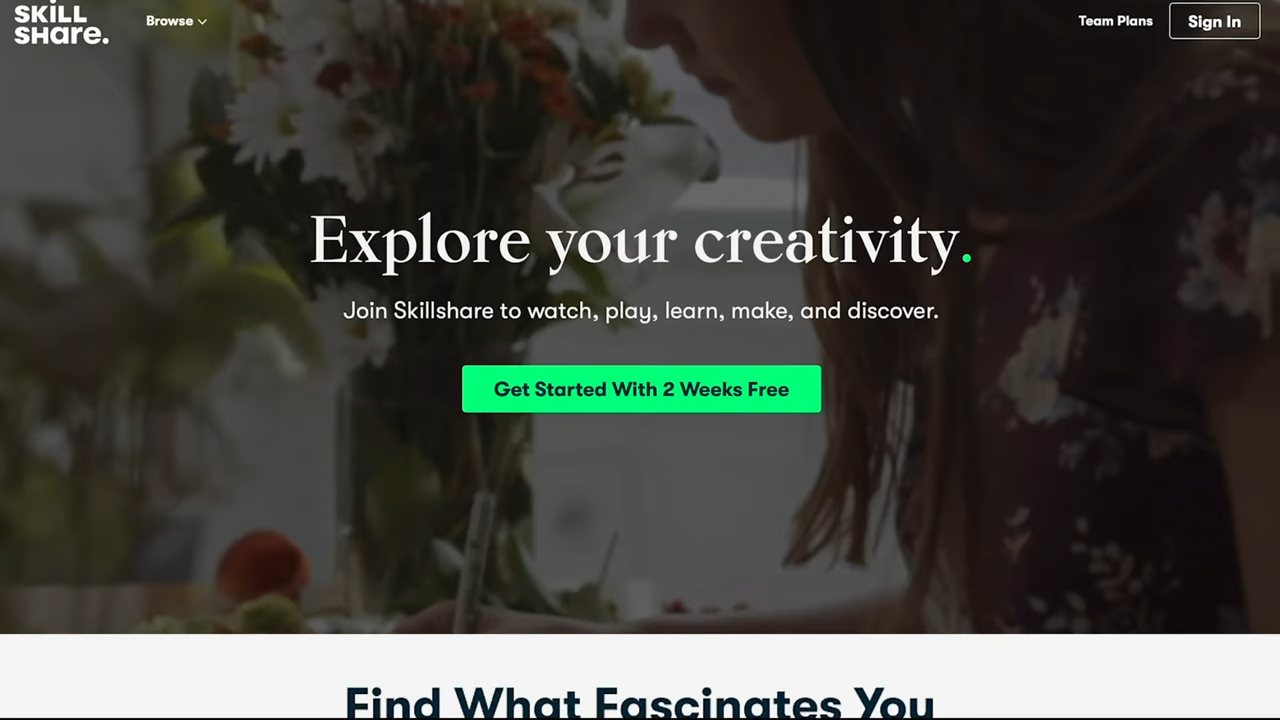 SKiLL
SHare.
Browse
Team Plans
Sign In
Explore your creativity.
Join Skillshare to watch, play, learn, make, and discover.
Get Started With 2 Weeks Free
Find What Fascinates You